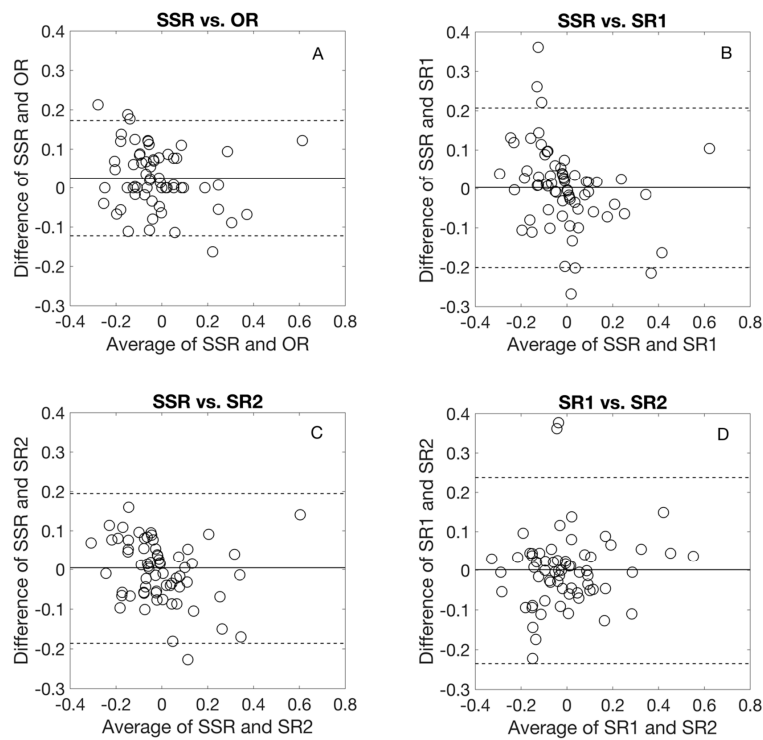 SSR vs. OR
A
Difference of SSR and OR
0.4
0.3
0.2
0.1
0
-0.1
-0.2
-0.3
-0.4 -0.2 0 0.2 0.4 0.6 0.8
Average of SSR and OR
SSR vs. SR1
B
Difference of SSR and SR1
0.4
0.3
0.2
0.1
0
-0.1
-0.2
-0.3
-0.4 -0.2 0 0.2 0.4 0.6 0.8
Average of SSR and SR1
SSR vs. SR2
C
Difference of SSR and SR2
0.4
0.3
0.2
0.1
0
-0.1
-0.2
-0.3
-0.4 -0.2 0 0.2 0.4 0.6 0.8
Average of SSR and SR2
SR1 vs. SR2
D
Difference of SR1 and SR2
0.4
0.3
0.2
0.1
0
-0.1
-0.2
-0.3
-0.4 -0.2 0 0.2 0.4 0.6 0.8
Average of SR1 and SR2